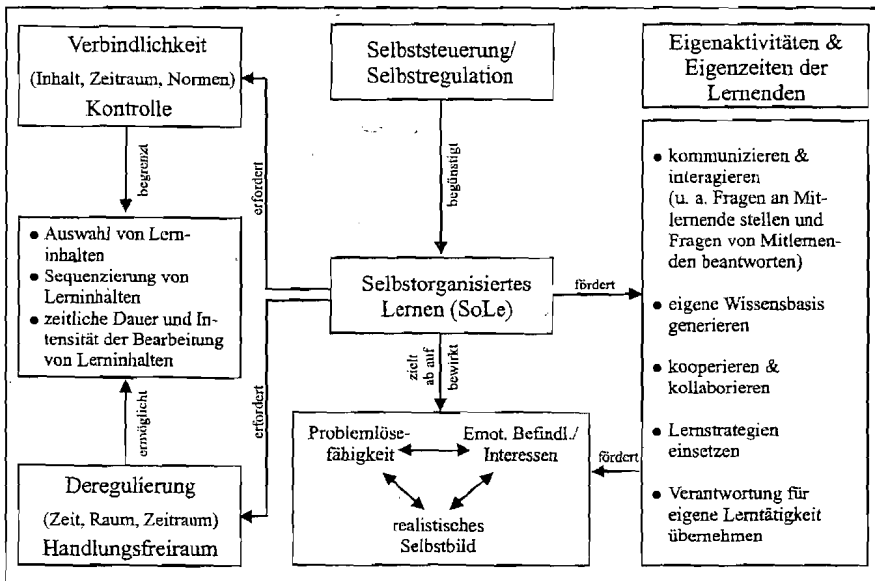 Verbindlichkeit
(Inhalt, Zeitraum, Normen)
Kontrolle
begrenzt
• Auswahl von Lern-
inhalten
• Sequenzierung von
Lerninhalten
• zeitliche Dauer und In-
tensität der Bearbeitung
von Lerninhalten
ermöglicht
Deregulierung
(Zeit, Raum, Zeitraum)
Handlungsfreiraum
erfordert
erfordert
Selbststeuerung/
Selbstregulation
begünstigt
Selbstorganisiertes
Lernen (SoLe)
fördert
zielt
ab auf
bewirkt
Problemlöse-
fähigkeit
Emot. Befindl./
Interessen
realistisches
Selbstbild
fördert
Eigenaktivitäten &
Eigenzeiten der
Lernenden
• kommunizieren &
interagieren
(u. a. Fragen an Mit-
lernende stellen und
Fragen von Mitlernen-
den beantworten)
• eigene Wissensbasis
generieren
• kooperieren &
kollaborieren
• Lernstrategien
einsetzen
• Verantwortung für
eigene Lerntätigkeit
übernehmen